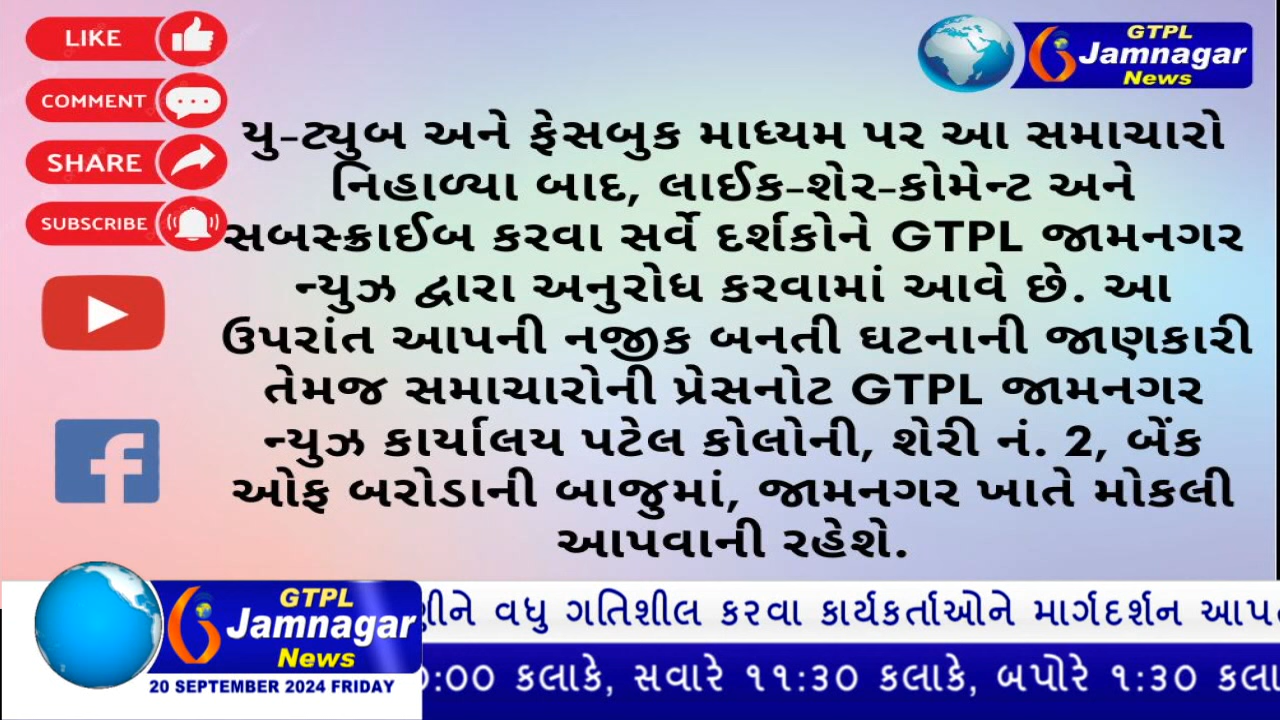 LIKE
COMMENT
SHARE
SUBSCRIBE
GTPL
Jamnagar
News
યુ-ટ્યુબ અને ફેસબુક માધ્યમ પર આ સમાચારો
નિહાળ્યા બાદ, લાઈક-શેર-કોમેન્ટ અને
સબસ્ક્રાઈબ કરવા સર્વે દર્શકોને GTPL જામનગર
ન્યુઝ દ્વારા અનુરોધ કરવામાં આવે છે. આ
ઉપરાંત આપની નજીક બનતી ઘટનાની જાણકારી
તેમજ સમાચારોની પ્રેસનોટ GTPL જામનગર
ન્યુઝ કાર્યાલય પટેલ કોલોની, શેરી નં. 2, બેંક
ઓફ બરોડાની બાજુમાં, જામનગર ખાતે મોકલી
આપવાની રહેશે.
GTPL
Jamnagar
News
20 SEPTEMBER 2024 FRIDAY
વધુ ગતિશીલ કરવા કાર્યકર્તાઓને માર્ગદર્શન
:00 કલાકે, સવારે ૧૧:30 કલાકે, બપોરે ૧:30